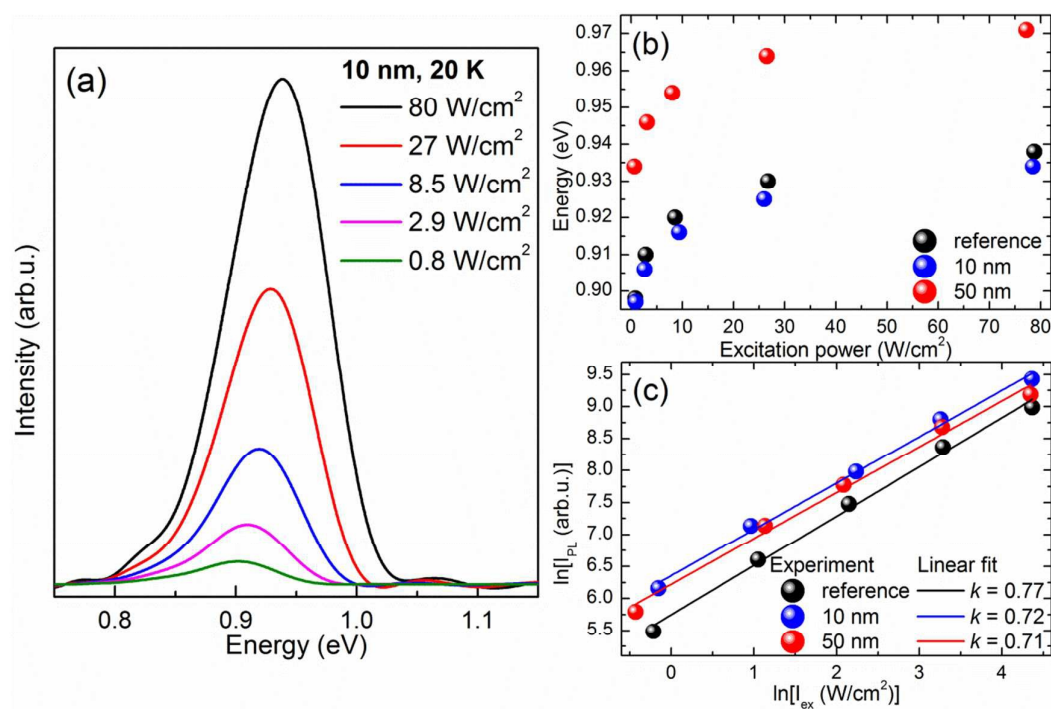 (a)
10 nm, 20 K
80 W/cm²
27 W/cm²
8.5 W/cm²
2.9 W/cm²
0.8 W/cm²
Intensity (arb.u.)
0.8 0.9 1.0 1.1
Energy (eV)
(b)
0.97
0.96
0.95
0.94
0.93
0.92
0.91
0.90
Energy (eV)
reference
10 nm
50 nm
0 10 20 30 40 50 60 70 80
Excitation power (W/cm²)
(c)
9.5
9.0
8.5
8.0
7.5
7.0
6.5
6.0
5.5
ln[I_PL (arb.u.)]
Experiment Linear fit
reference k = 0.77
10 nm k = 0.72
50 nm k = 0.71
0 1 2 3 4
ln[I_ex (W/cm²)]